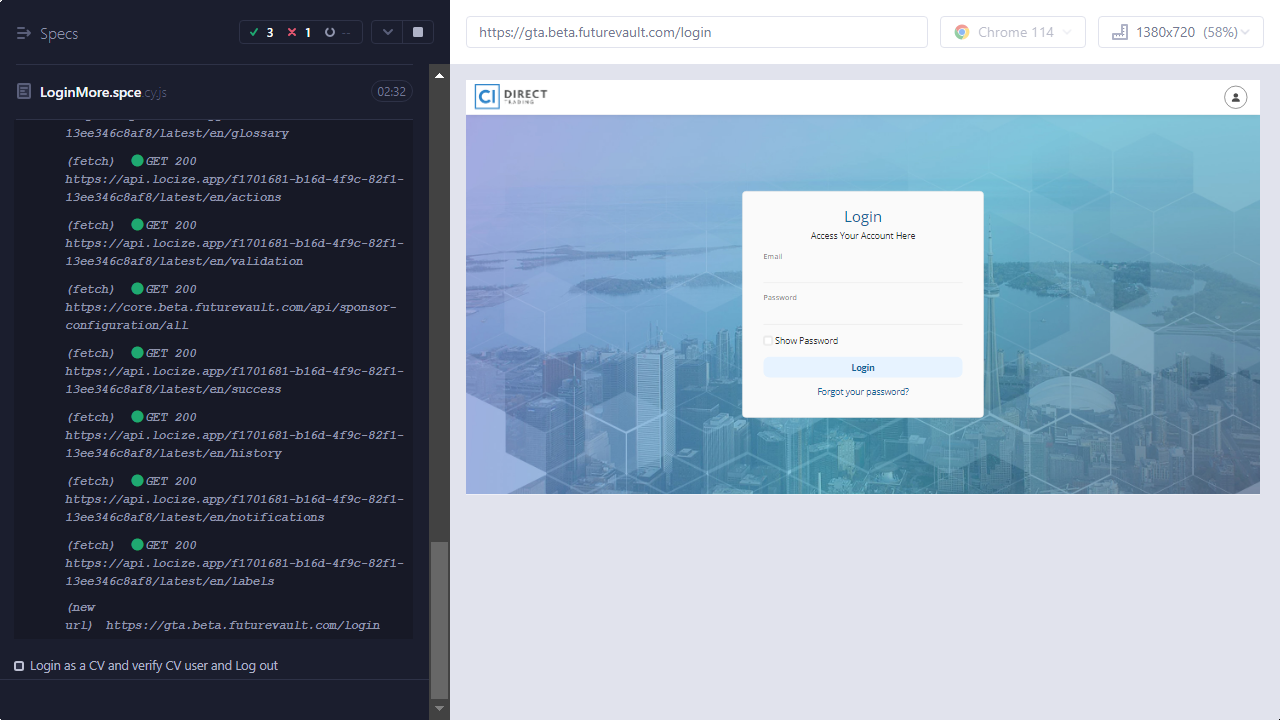 Specs
3
1
--
LoginMore.spce.cy.js
02:32
13ee346c8af8/latest/en/glossary
(fetch) GET 200
https://api.locize.app/f1701681-b16d-4f9c-82f1-
13ee346c8af8/latest/en/actions
(fetch) GET 200
https://api.locize.app/f1701681-b16d-4f9c-82f1-
13ee346c8af8/latest/en/validation
(fetch) GET 200
https://core.beta.futurevault.com/api/sponsor-
configuration/all
(fetch) GET 200
https://api.locize.app/f1701681-b16d-4f9c-82f1-
13ee346c8af8/latest/en/success
(fetch) GET 200
https://api.locize.app/f1701681-b16d-4f9c-82f1-
13ee346c8af8/latest/en/history
(fetch) GET 200
https://api.locize.app/f1701681-b16d-4f9c-82f1-
13ee346c8af8/latest/en/notifications
(fetch) GET 200
https://api.locize.app/f1701681-b16d-4f9c-82f1-
13ee346c8af8/latest/en/labels
(new
url) https://gta.beta.futurevault.com/login
Login as a CV and verify CV user and Log out
https://gta.beta.futurevault.com/login
Chrome 114
1380x720 (58%)
CI DIRECT
TRADING
Login
Access Your Account Here
Email
Password
Show Password
Login
Forgot your password?